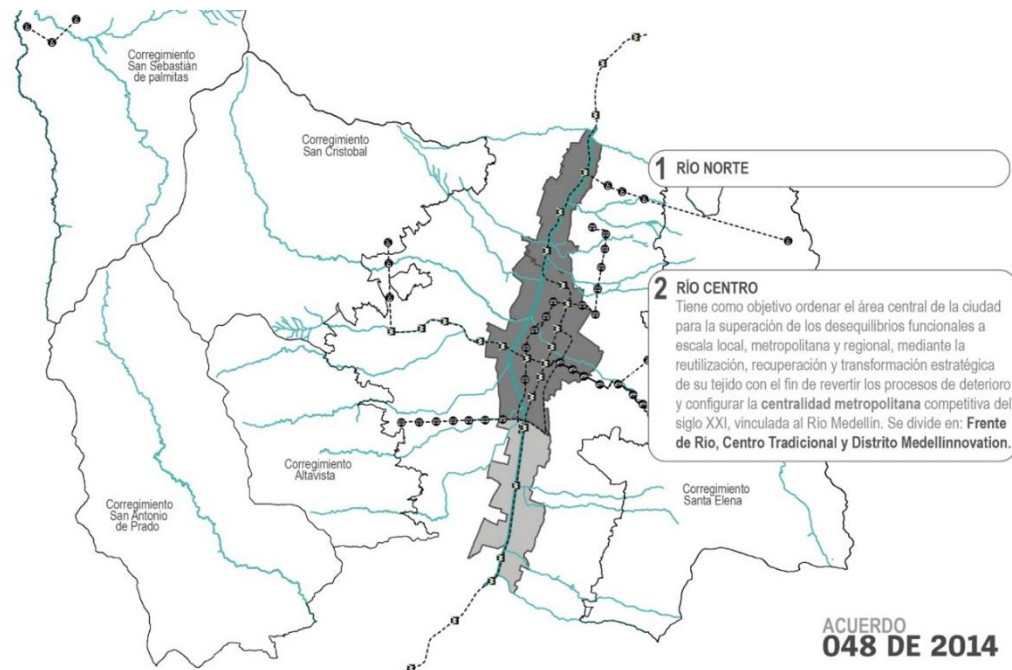 Corregimiento
San Sebastián
de palmitas
Corregimiento
San Cristobal
1 RÍO NORTE
2 RÍO CENTRO
Tiene como objetivo ordenar el área central de la ciudad
para la superación de los desequilibrios funcionales a
escala local, metropolitana y regional, mediante la
reutilización, recuperación y transformación estratégica
de su tejido con el fin de revertir los procesos de deterioro
y configurar la centralidad metropolitana competitiva del
siglo XXI, vinculada al Río Medellín. Se divide en: Frente
de Río, Centro Tradicional y Distrito Medellinnovation.
Corregimiento
Altavista
Corregimiento
San Antonio
de Prado
Corregimiento
Santa Elena
ACUERDO
048 DE 2014